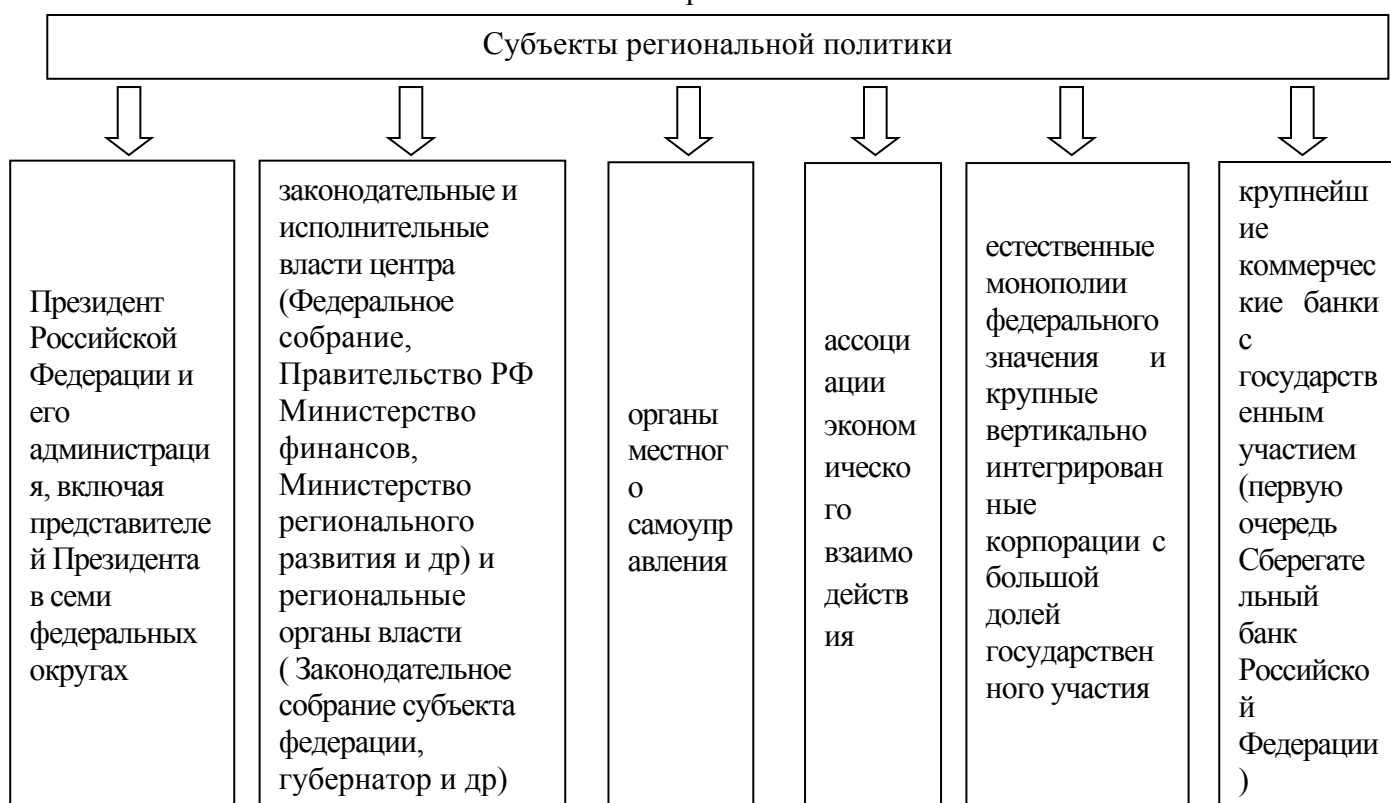 Субъекты региональной политики
Президент
Российской
Федерации и
его
администраци
я, включая
представителе
й Президента
в семи
федеральных
округах
законодательные и
исполнительные
власти центра
(Федеральное
собрание,
Правительство РФ
Министерство
финансов,
Министерство
регионального
развития и др) и
региональные
органы власти
( Законодательное
собрание субъекта
федерации,
губернатор и др)
органы
местног
о
самоупр
авления
ассоци
ации
эконом
ическо
го
взаимо
действ
ия
естественные
монополии
федерального
значения и
крупные
вертикально
интегрирован
ные
корпорации с
большой
долей
государствен
ного участия
крупнейш
ие
коммерчес
кие банки
с
государств
енным
участием
(первую
очередь
Сберегате
льный
банк
Российско
й
Федерации
)